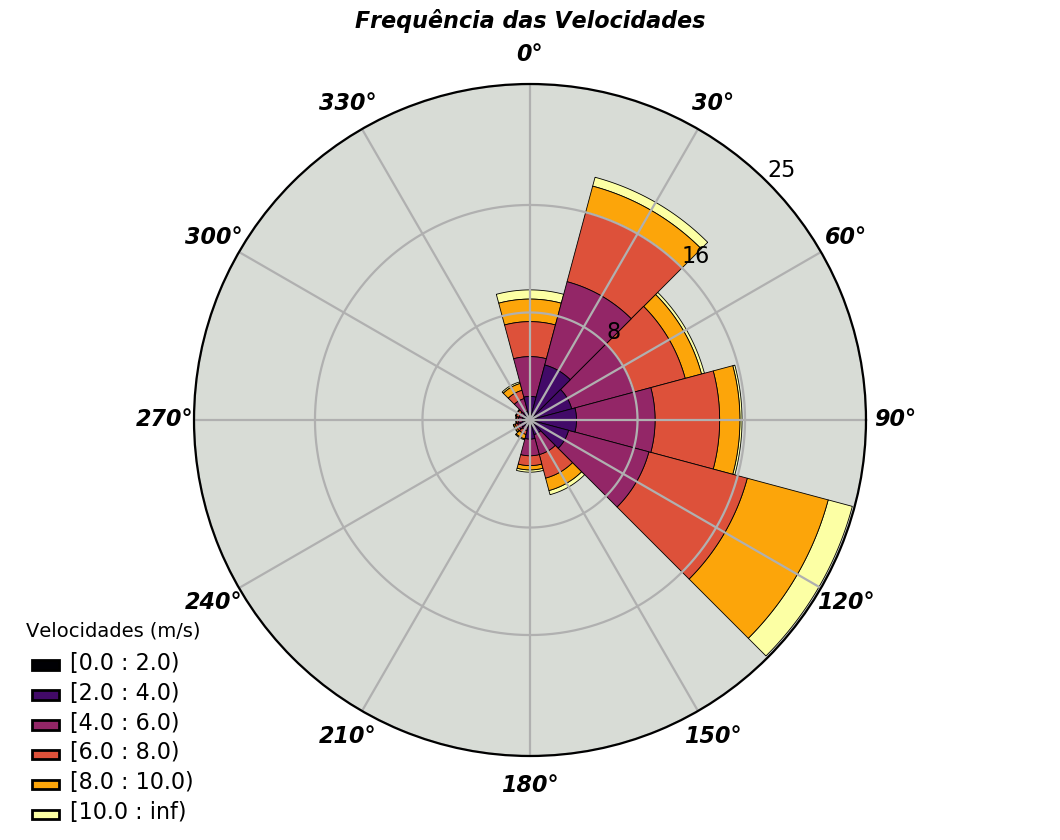 Frequência das Velocidades
0°
330°
30°
25
300°
60°
16
8
270°
90°
240°
120°
210°
150°
180°
Velocidades (m/s)
[0.0 : 2.0)
[2.0 : 4.0)
[4.0 : 6.0)
[6.0 : 8.0)
[8.0 : 10.0)
[10.0 : inf)